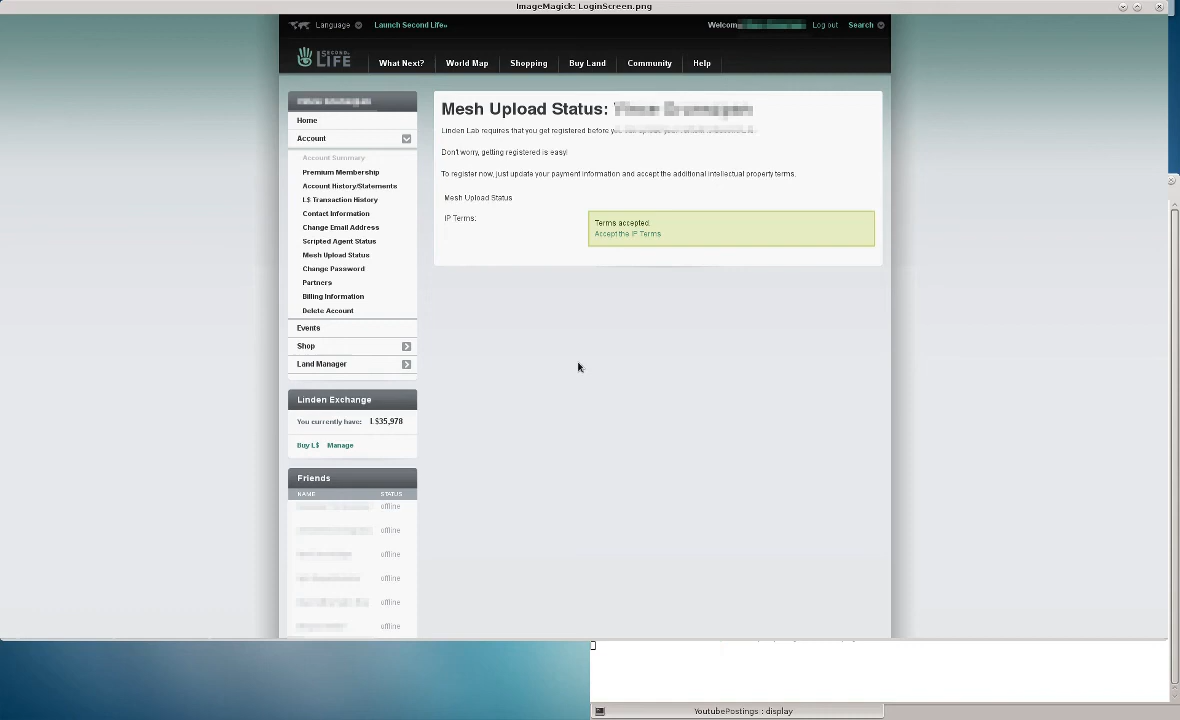 ImageMagick: LoginScreen.png
Language Launch Second Life» Welcom Log out Search
SECOND LIFE
What Next? World Map Shopping Buy Land Community Help
Home
Account
Account Summary
Premium Membership
Account History/Statements
L$ Transaction History
Contact Information
Change Email Address
Scripted Agent Status
Mesh Upload Status
Change Password
Partners
Billing Information
Delete Account
Events
Shop
Land Manager
Linden Exchange
You currently have: L$35,978
Buy L$ Manage
Friends
NAME STATUS
offline
offline
offline
offline
offline
offline
Mesh Upload Status:
Linden Lab requires that you get registered before
Don't worry, getting registered is easy!
To register now, just update your payment information and accept the additional intellectual property terms.
Mesh Upload Status
IP Terms:
Terms accepted.
Accept the IP Terms
YoutubePostings : display